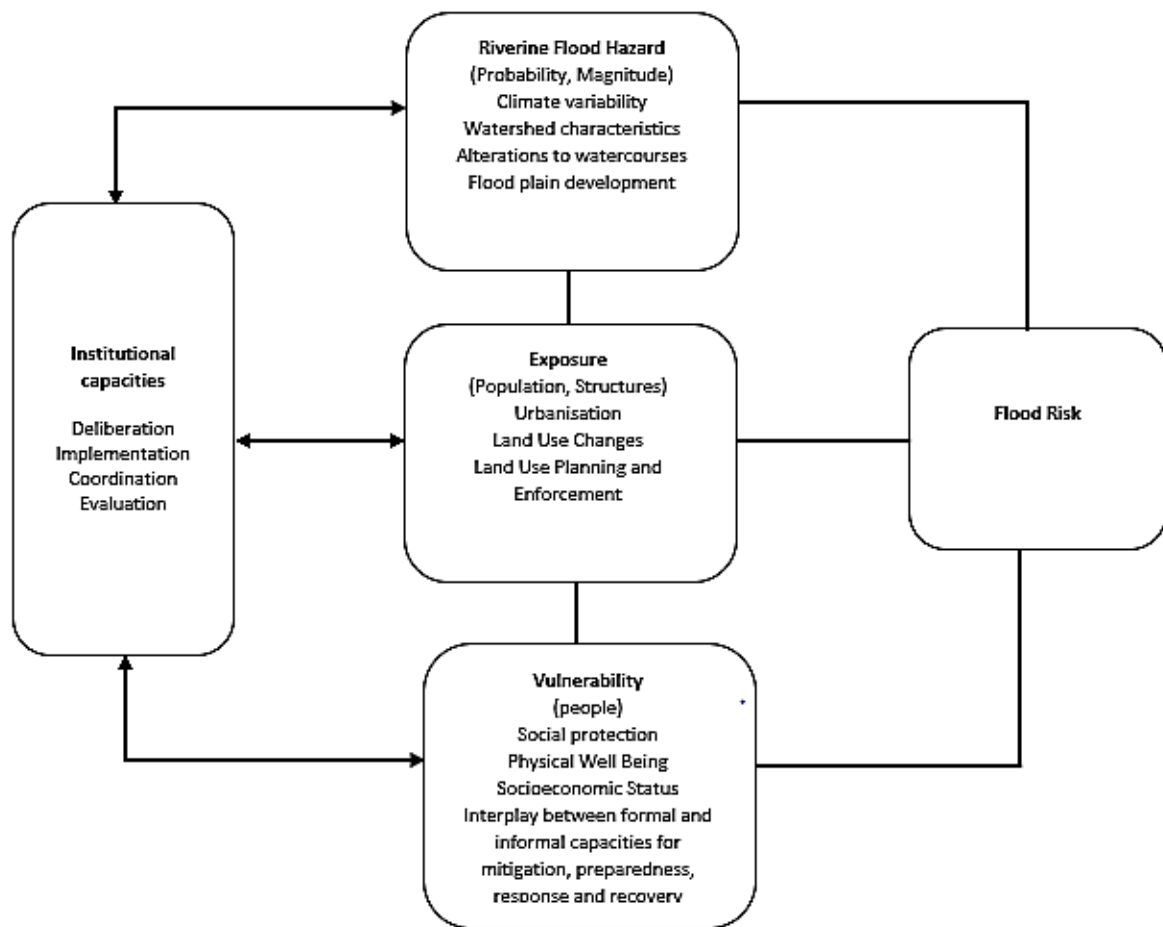 Riverine Flood Hazard
(Probability, Magnitude)
Climate variability
Watershed characteristics
Alterations to watercourses
Flood plain development
Institutional
capacities
Deliberation
Implementation
Coordination
Evaluation
Exposure
(Population, Structures)
Urbanisation
Land Use Changes
Land Use Planning and
Enforcement
Flood Risk
Vulnerability
(people)
Social protection
Physical Well Being
Socioeconomic Status
Interplay between formal and
informal capacities for
mitigation, preparedness,
response and recovery